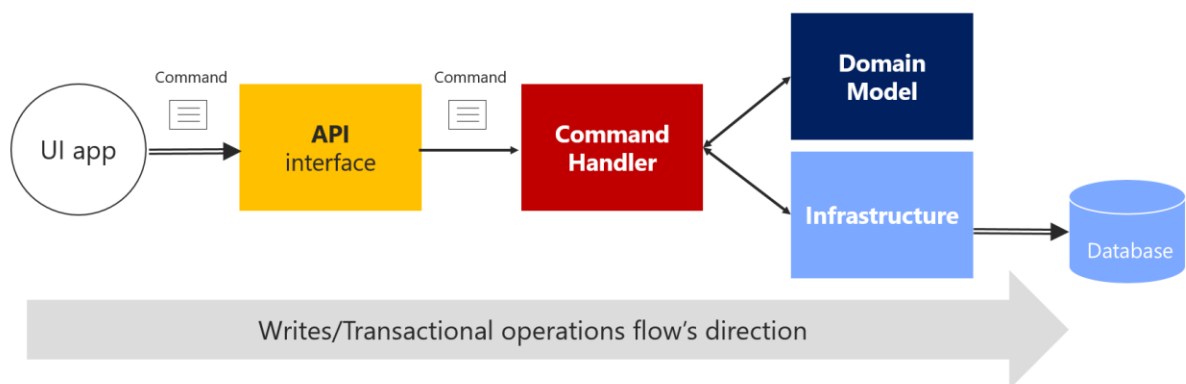 Command
Command
UI app
API
interface
Command
Handler
Domain
Model
Infrastructure
Database
Writes/Transactional operations flow's direction